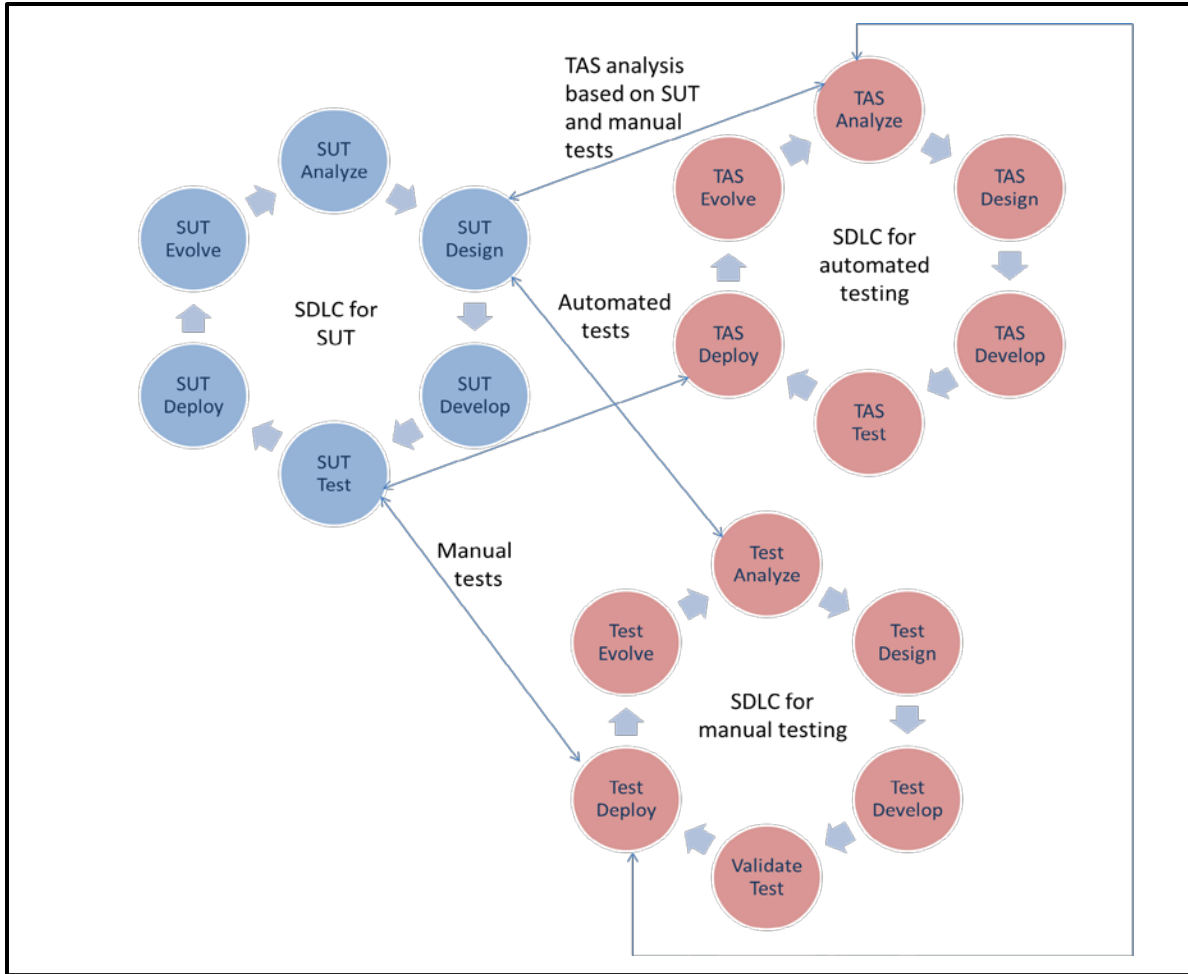 TAS analysis
based on SUT
and manual
tests
SUT
Analyze
SUT
Design
SUT
Develop
SUT
Test
SUT
Deploy
SUT
Evolve
SDLC for
SUT
TAS
Analyze
TAS
Design
TAS
Develop
TAS
Test
TAS
Deploy
TAS
Evolve
SDLC for
automated
testing
Automated
tests
Manual
tests
Test
Analyze
Test
Design
Test
Develop
Validate
Test
Test
Deploy
Test
Evolve
SDLC for
manual testing